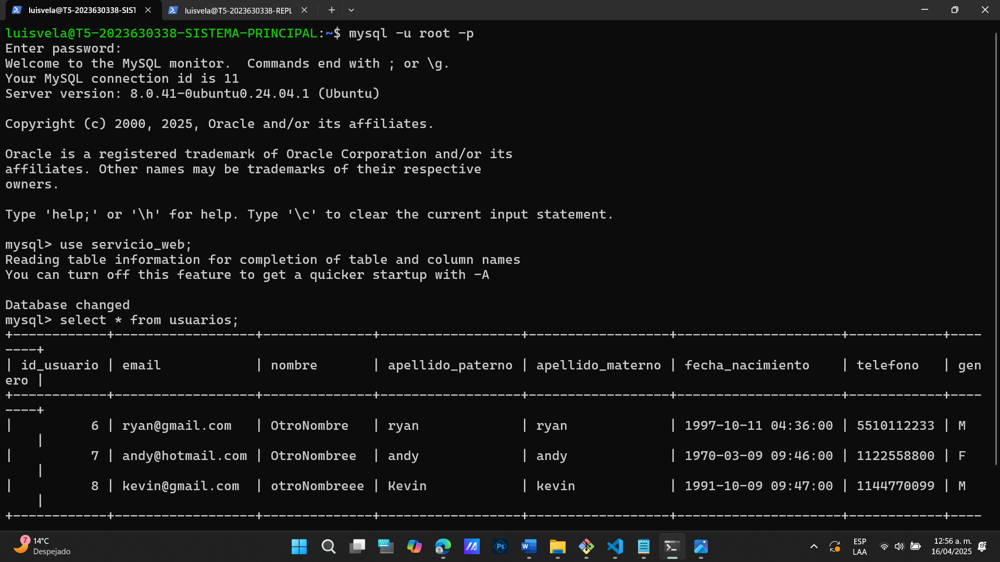 luisvela@T5-2023630338-SIST
luisvela@T5-2023630338-REPL
luisvela@T5-2023630338-SISTEMA-PRINCIPAL:~$ mysql -u root -p
Enter password:
Welcome to the MySQL monitor.  Commands end with ; or \g.
Your MySQL connection id is 11
Server version: 8.0.41-0ubuntu0.24.04.1 (Ubuntu)
Copyright (c) 2000, 2025, Oracle and/or its affiliates.
Oracle is a registered trademark of Oracle Corporation and/or its
affiliates. Other names may be trademarks of their respective
owners.
Type 'help;' or '\h' for help. Type '\c' to clear the current input statement.
mysql> use servicio_web;
Reading table information for completion of table and column names
You can turn off this feature to get a quicker startup with -A
Database changed
mysql> select * from usuarios;
+------------+------------------+--------------+------------------+------------------+---------------------+------------+----
----+
| id_usuario | email            | nombre       | apellido_paterno | apellido_materno | fecha_nacimiento    | telefono   | gen
ero |
+------------+------------------+--------------+------------------+------------------+---------------------+------------+----
----+
|          6 | ryan@gmail.com   | OtroNombre   | ryan             | ryan             | 1997-10-11 04:36:00 | 5510112233 | M
    |
|          7 | andy@hotmail.com | OtroNombree  | andy             | andy             | 1970-03-09 09:46:00 | 1122558800 | F
    |
|          8 | kevin@gmail.com  | otroNombreee | Kevin            | kevin            | 1991-10-09 09:47:00 | 1144770099 | M
    |
+------------+------------------+--------------+------------------+------------------+---------------------+------------+----
7
14°C
Despejado
Ps
W
ESP
LAA
12:56 a. m.
16/04/2025